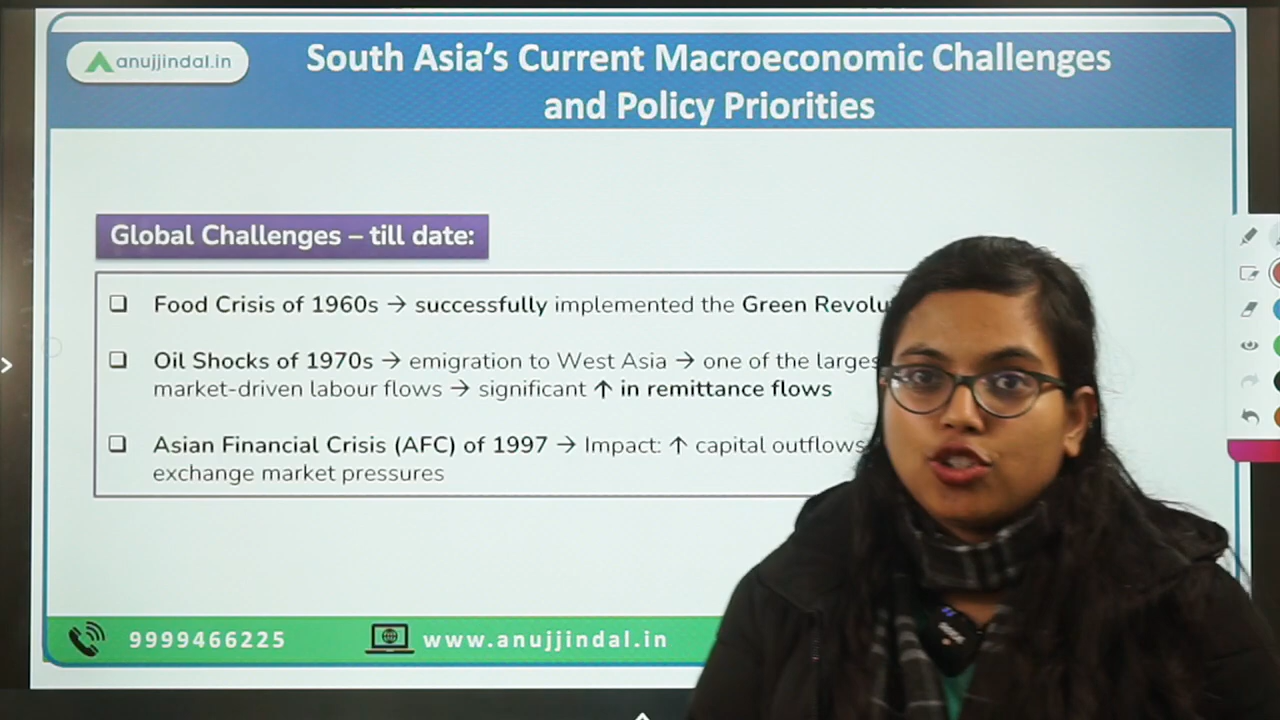 anujjindal.in
South Asia's Current Macroeconomic Challenges
and Policy Priorities
Global Challenges – till date:
Food Crisis of 1960s → successfully implemented the Green
Oil Shocks of 1970s → emigration to West Asia → one of the
market-driven labour flows → significant ↑ in remittance flows
Asian Financial Crisis (AFC) of 1997 → Impact: ↑ capital outflows
exchange market pressures
9999466225
www.anujjindal.in